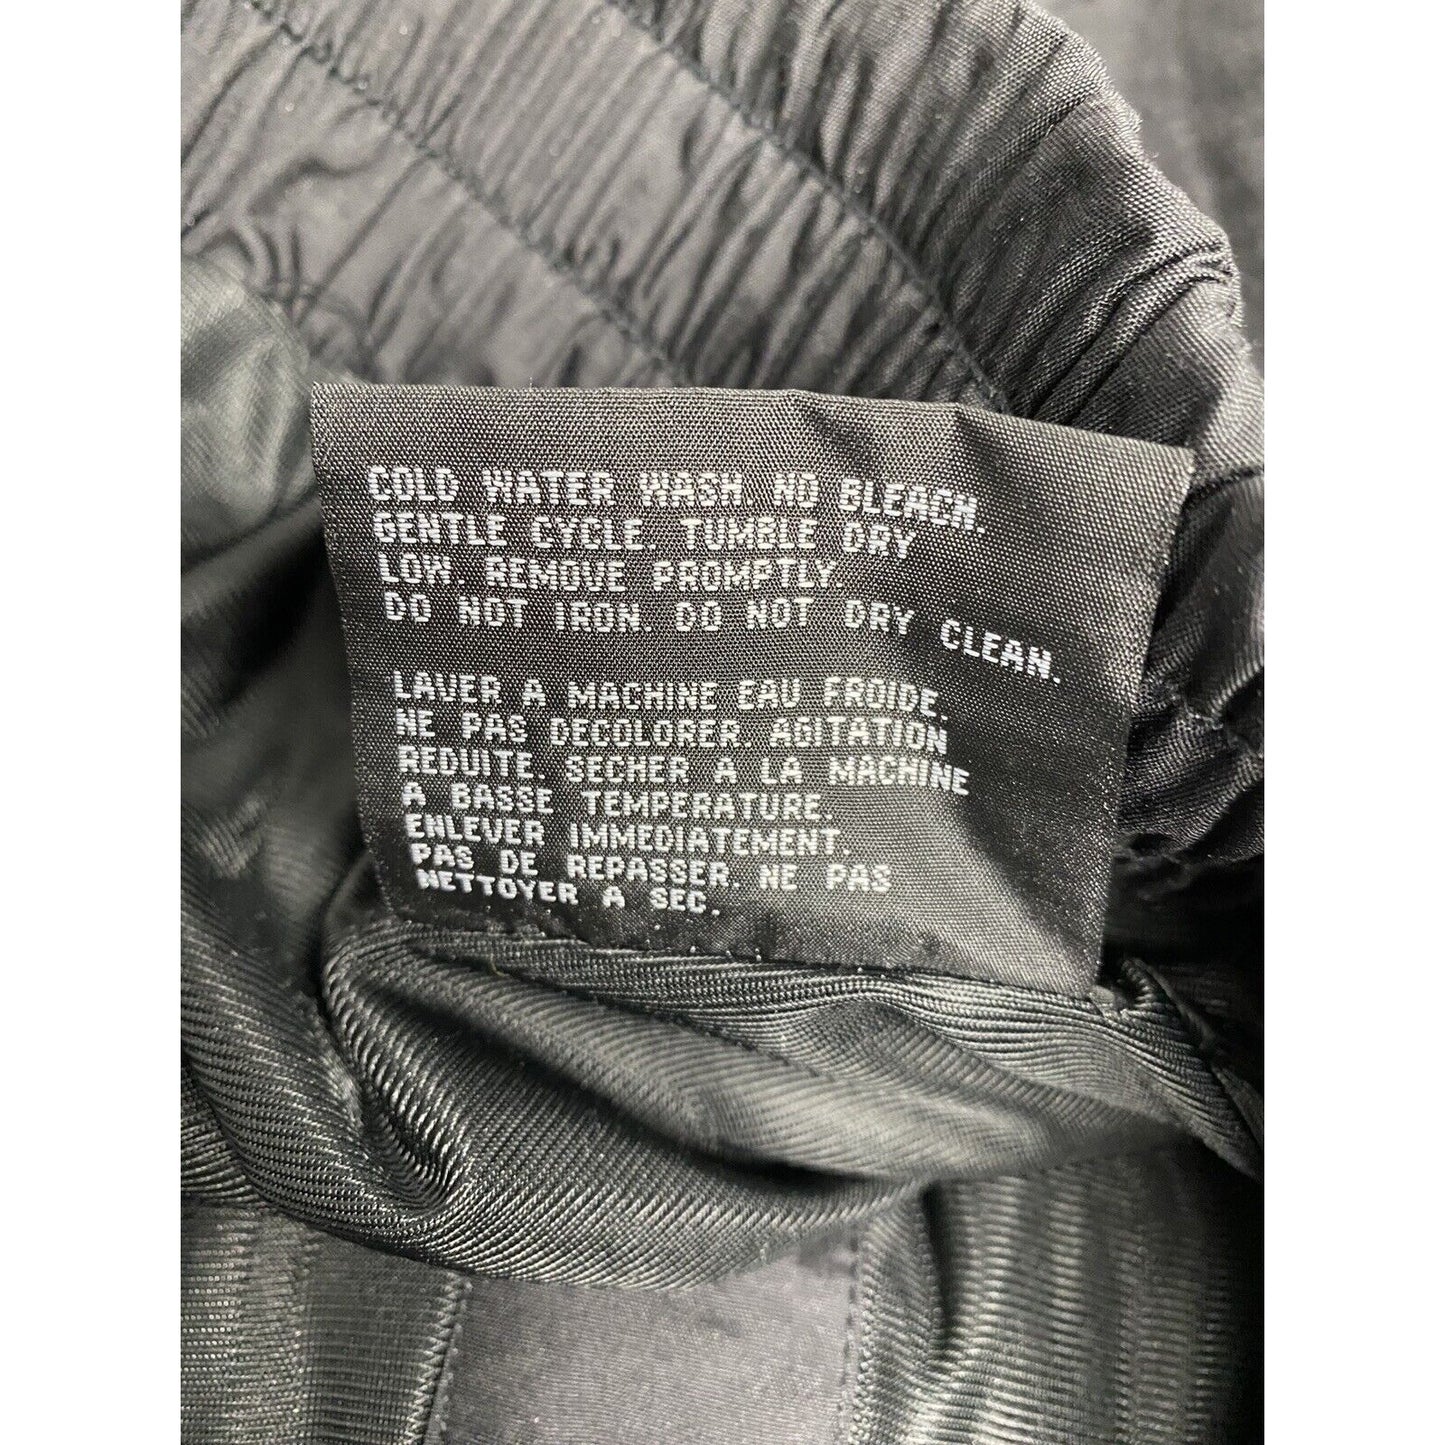 COLD WATER WASH. NO BLEACH.
GENTLE CYCLE. TUMBLE DRY
LOW. REMOVE PROMPTLY.
DO NOT IRON. DO NOT DRY CLEAN.
LAVER A MACHINE EAU FROIDE.
NE PAS DECOLORER. AGITATION
REDUITE. SECHER A LA MACHINE
A BASSE TEMPERATURE.
ENLEVER IMMEDIATEMENT.
PAS DE REPASSER. NE PAS
NETTOYER A SEC.